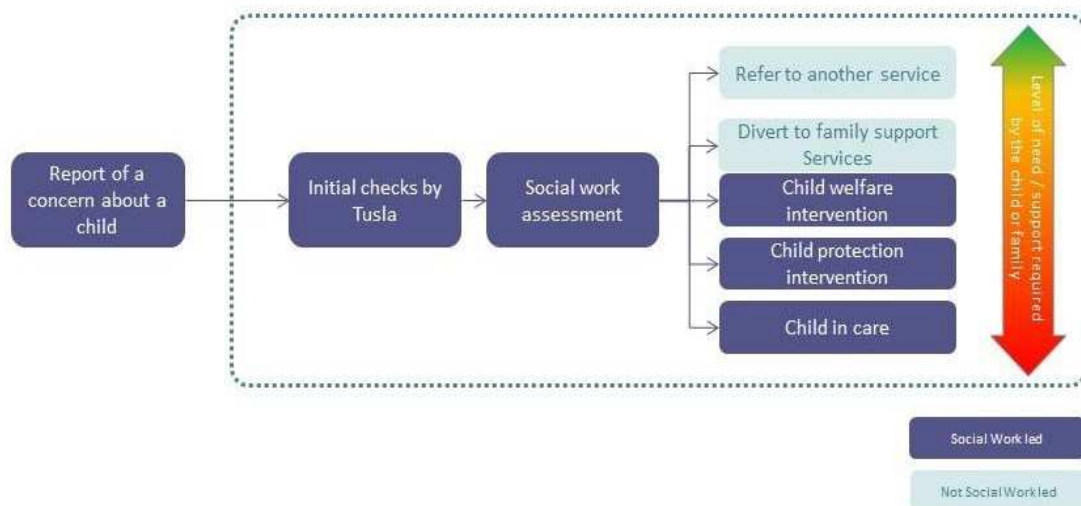 Report of a
concern about a
child
Initial checks by
Tusla
Social work
assessment
Refer to another service
Divert to family support
Services
Child welfare
intervention
Child protection
intervention
Child in care
Level of need / support required
by the child or family
Social Work led
Not Social Work led